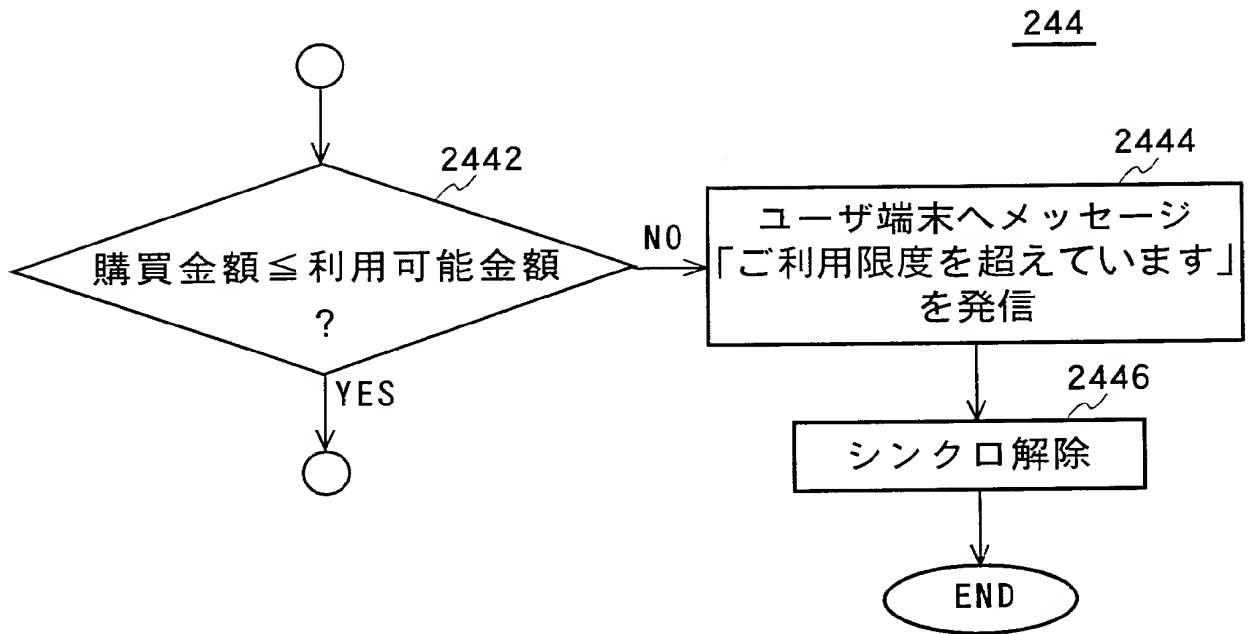 244
2442
購買金額≦利用可能金額
?
NO
YES
2444
ユーザ端末へメッセージ
「ご利用限度を超えています」
を発信
2446
シンクロ解除
END